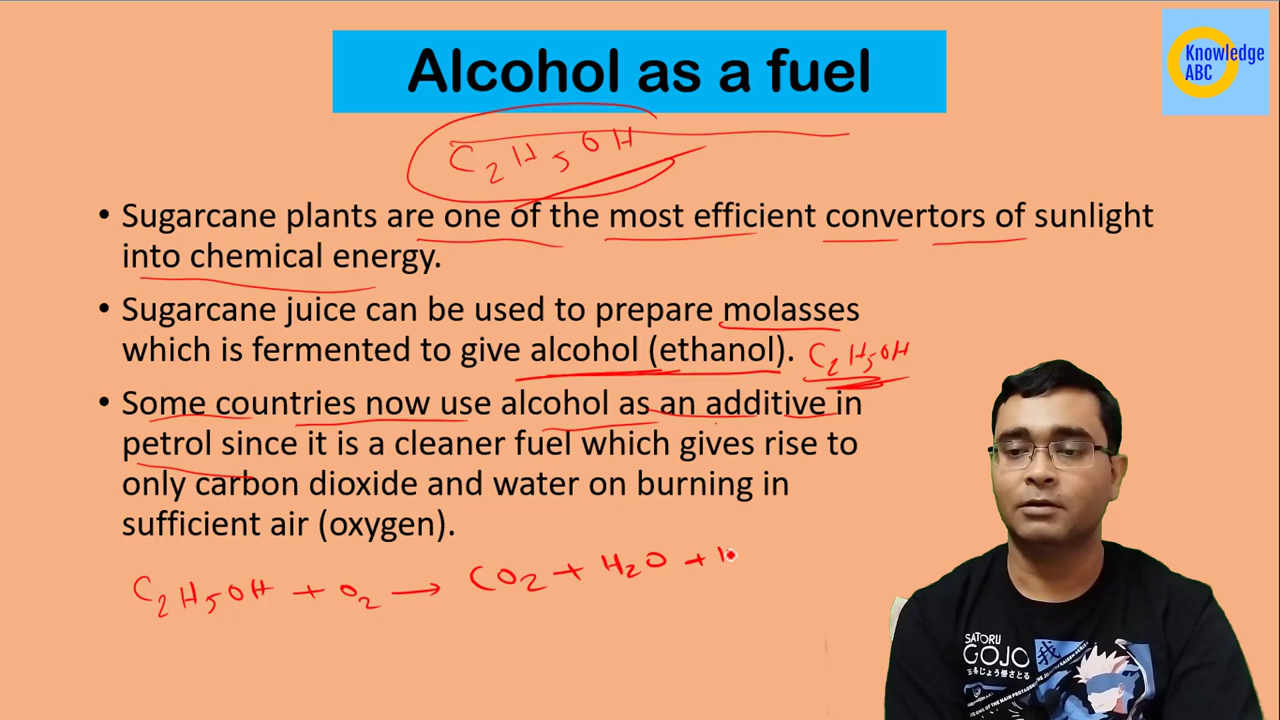 Alcohol as a fuel
Knowledge
ABC
C2H5OH
• Sugarcane plants are one of the most efficient convertors of sunlight
into chemical energy.
• Sugarcane juice can be used to prepare molasses
which is fermented to give alcohol (ethanol). C2H5OH
• Some countries now use alcohol as an additive in
petrol since it is a cleaner fuel which gives rise to
only carbon dioxide and water on burning in
sufficient air (oxygen).
C2H5OH + O2 → CO2 + H2O +
SATORU
GOJO
五条 悟